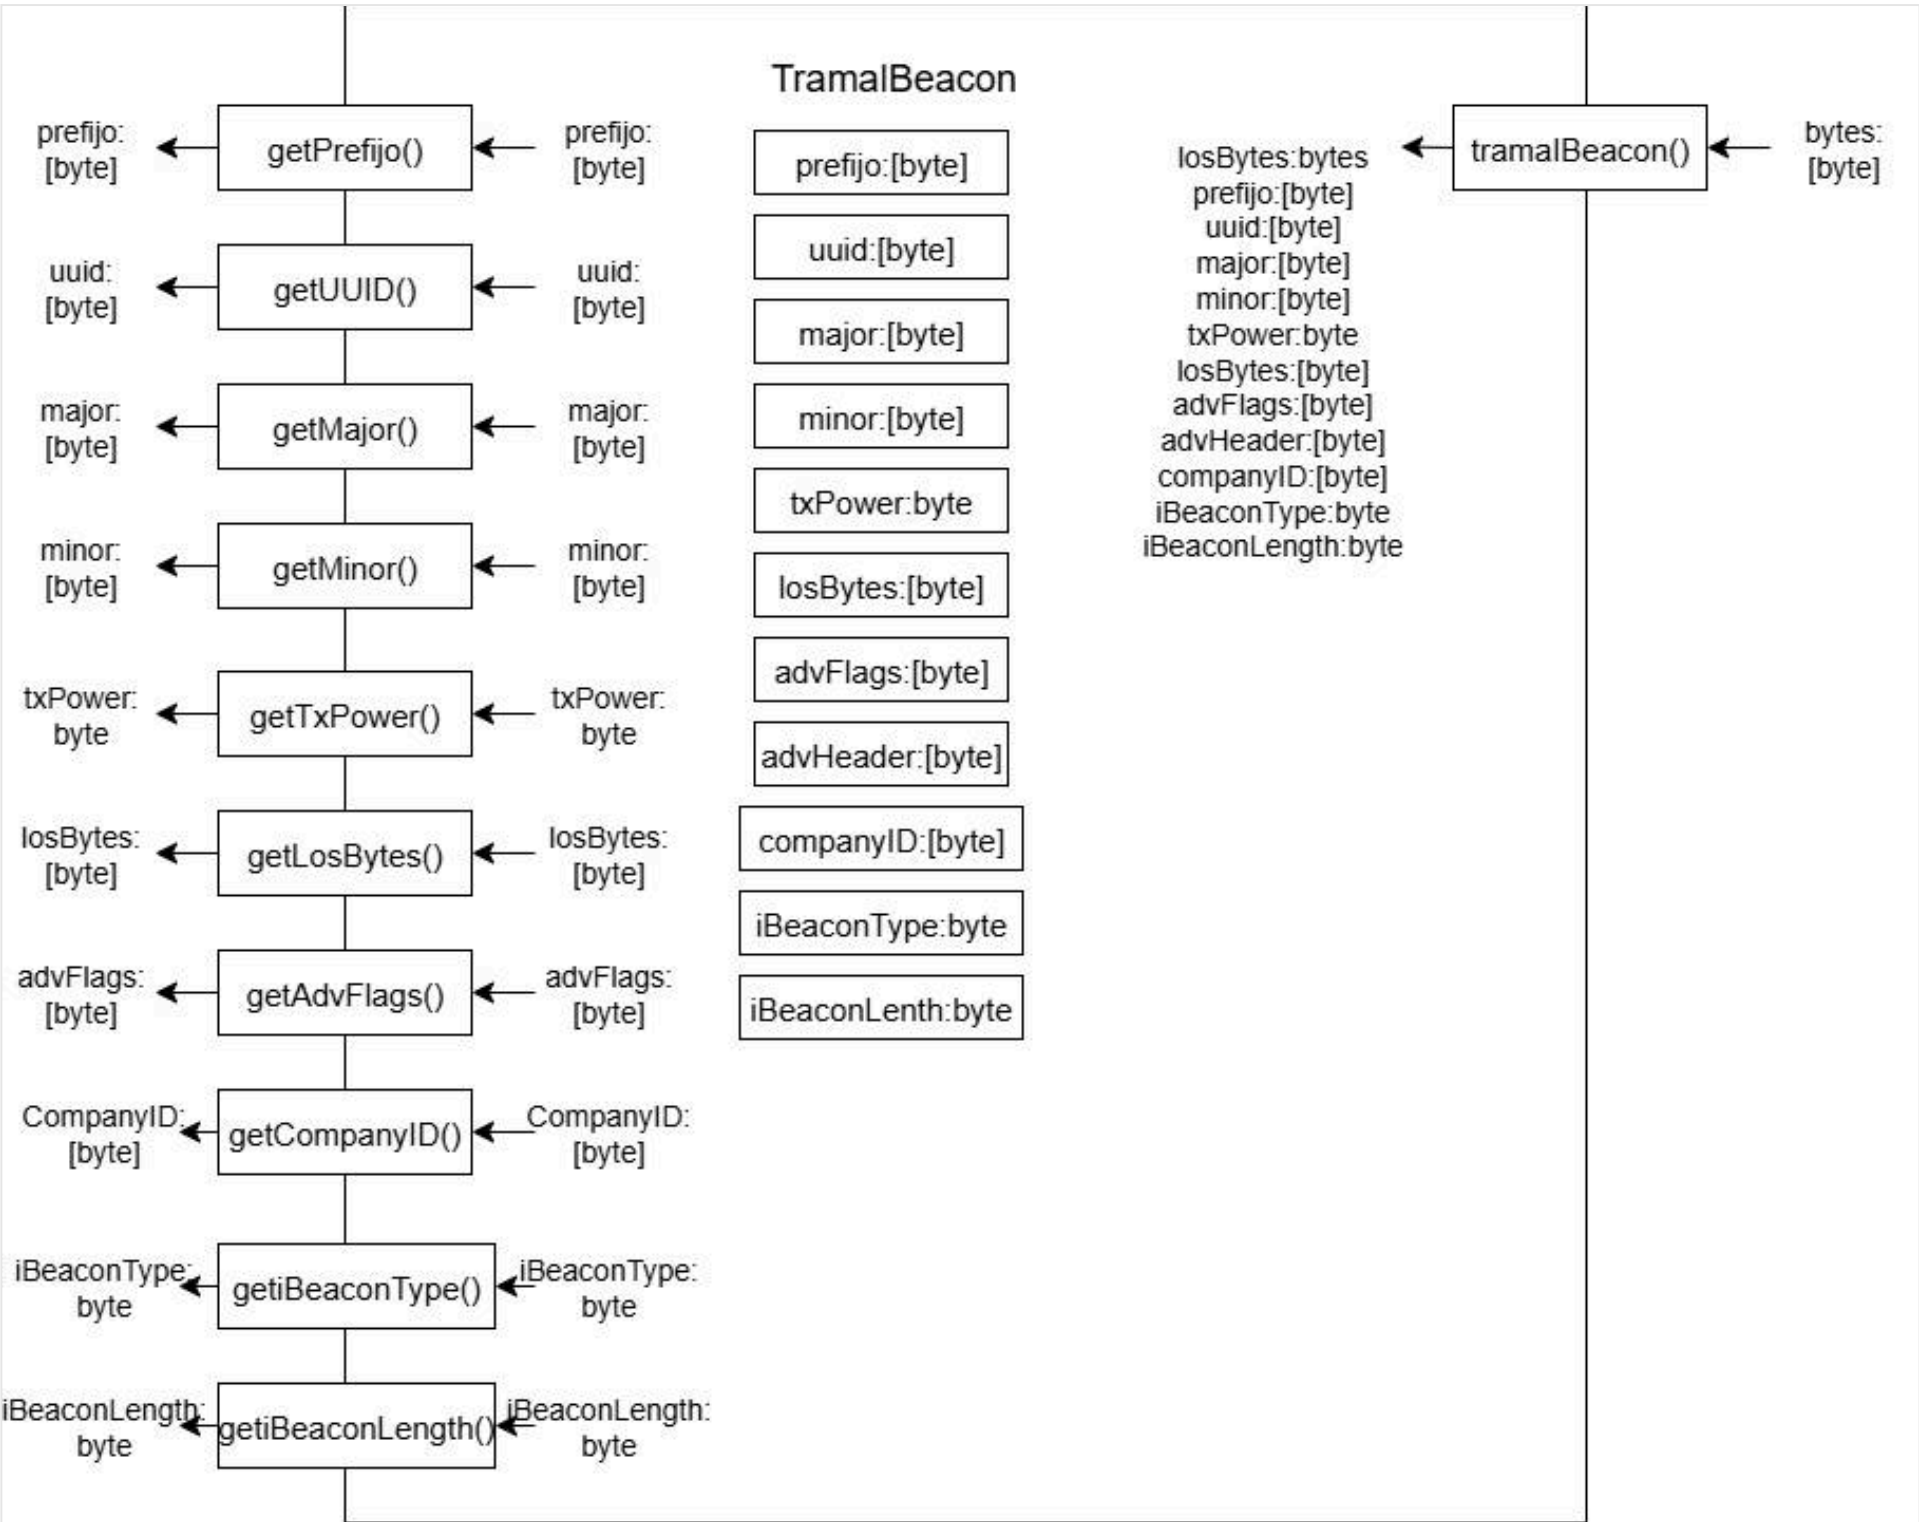 TramaIBeacon
prefijo:
[byte]
getPrefijo()
prefijo:
[byte]
uuid:
[byte]
getUUID()
uuid:
[byte]
major:
[byte]
getMajor()
major:
[byte]
minor:
[byte]
getMinor()
minor:
[byte]
txPower:
byte
getTxPower()
txPower:
byte
losBytes:
[byte]
getLosBytes()
losBytes:
[byte]
advFlags:
[byte]
getAdvFlags()
advFlags:
[byte]
CompanyID:
[byte]
getCompanyID()
CompanyID:
[byte]
iBeaconType:
byte
getiBeaconType()
iBeaconType:
byte
iBeaconLength:
byte
getiBeaconLength()
iBeaconLength:
byte
prefijo:[byte]
uuid:[byte]
major:[byte]
minor:[byte]
txPower:byte
losBytes:[byte]
advFlags:[byte]
advHeader:[byte]
companyID:[byte]
iBeaconType:byte
iBeaconLenth:byte
losBytes:bytes
prefijo:[byte]
uuid:[byte]
major:[byte]
minor:[byte]
txPower:byte
losBytes:[byte]
advFlags:[byte]
advHeader:[byte]
companyID:[byte]
iBeaconType:byte
iBeaconLength:byte
tramaIBeacon()
bytes:
[byte]